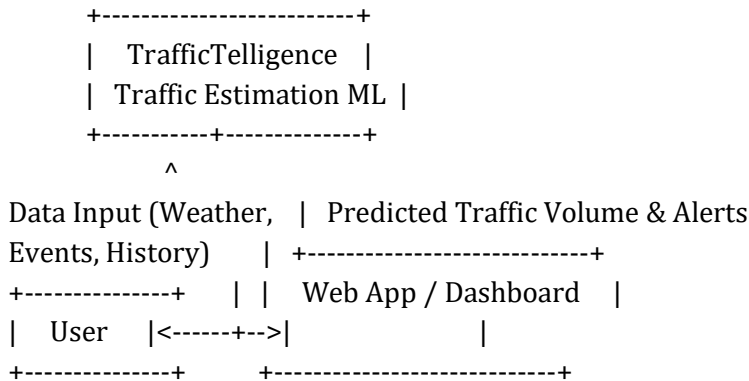 +--------------------------+
| TrafficTelligence |
| Traffic Estimation ML |
+-----------+--------------+
^
Data Input (Weather, | Predicted Traffic Volume & Alerts
Events, History) | +-----------------------------+
+---------------+ | | Web App / Dashboard |
| User |<------+-->| |
+---------------+ +-----------------------------+